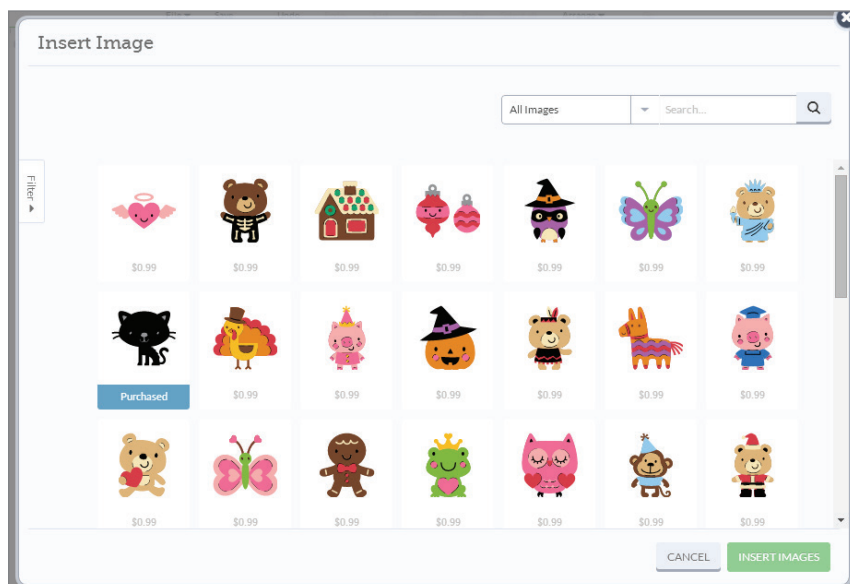 Insert Image
All Images
Search...
Filter
$0.99 $0.99 $0.99 $0.99 $0.99 $0.99 $0.99
Purchased $0.99 $0.99 $0.99 $0.99 $0.99 $0.99
$0.99 $0.99 $0.99 $0.99 $0.99 $0.99 $0.99
CANCEL
INSERT IMAGES